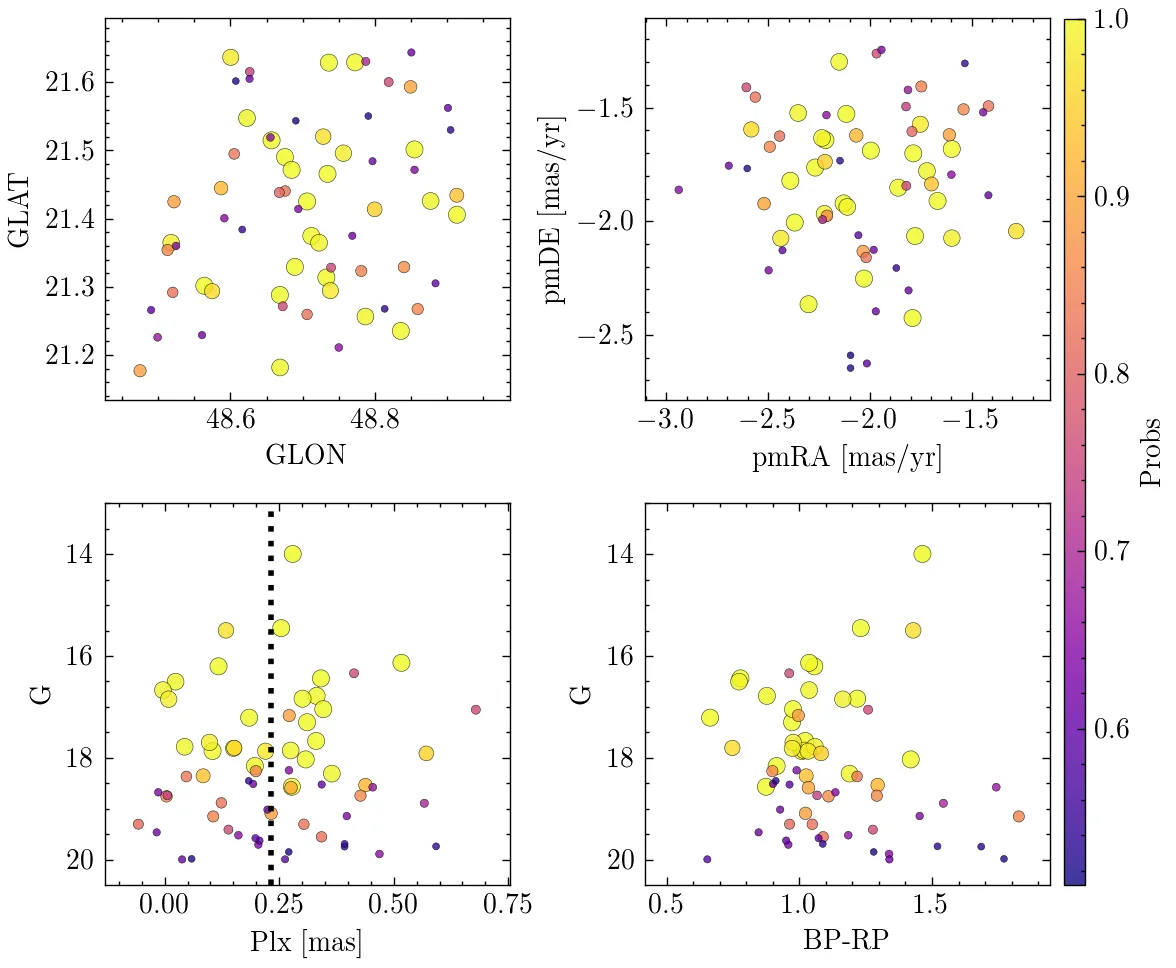 21.6
21.5
21.4
21.3
21.2
GLAT
48.6 48.8
GLON
−1.5
−2.0
−2.5
pmDE [mas/yr]
−3.0 −2.5 −2.0 −1.5
pmRA [mas/yr]
14
16
18
20
G
0.00 0.25 0.50 0.75
Plx [mas]
14
16
18
20
G
0.5 1.0 1.5
BP-RP
1.0
0.9
0.8
0.7
0.6
Probs